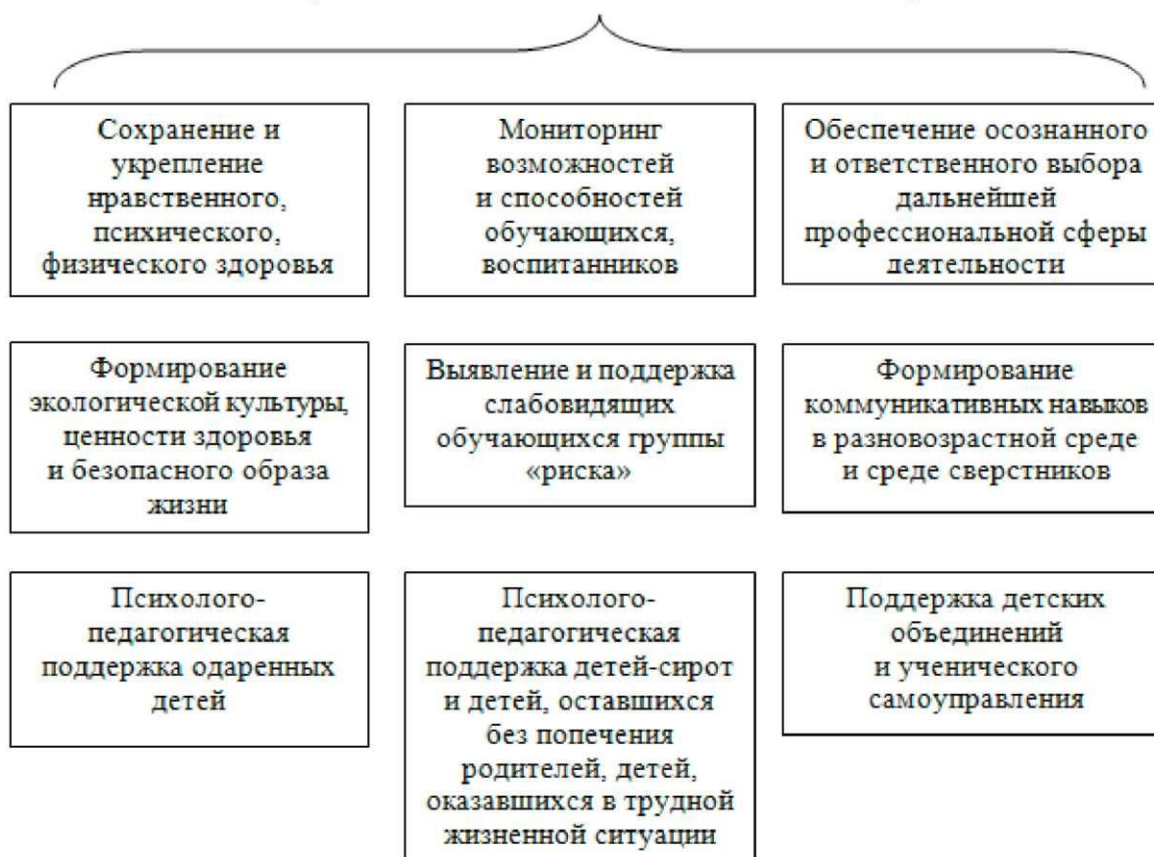 Сохранение и
укрепление
нравственного,
психического,
физического здоровья
Мониторинг
возможностей
и способностей
обучающихся,
воспитанников
Обеспечение осознанного
и ответственного выбора
дальнейшей
профессиональной сферы
деятельности
Формирование
экологической культуры,
ценности здоровья
и безопасного образа
жизни
Выявление и поддержка
слабовидящих
обучающихся группы
«риска»
Формирование
коммуникативных навыков
в разновозрастной среде
и среде сверстников
Психолого-
педагогическая
поддержка одаренных
детей
Психолого-
педагогическая
поддержка детей-сирот
и детей, оставшихся
без попечения
родителей, детей,
оказавшихся в трудной
жизненной ситуации
Поддержка детских
объединений
и ученического
самоуправления